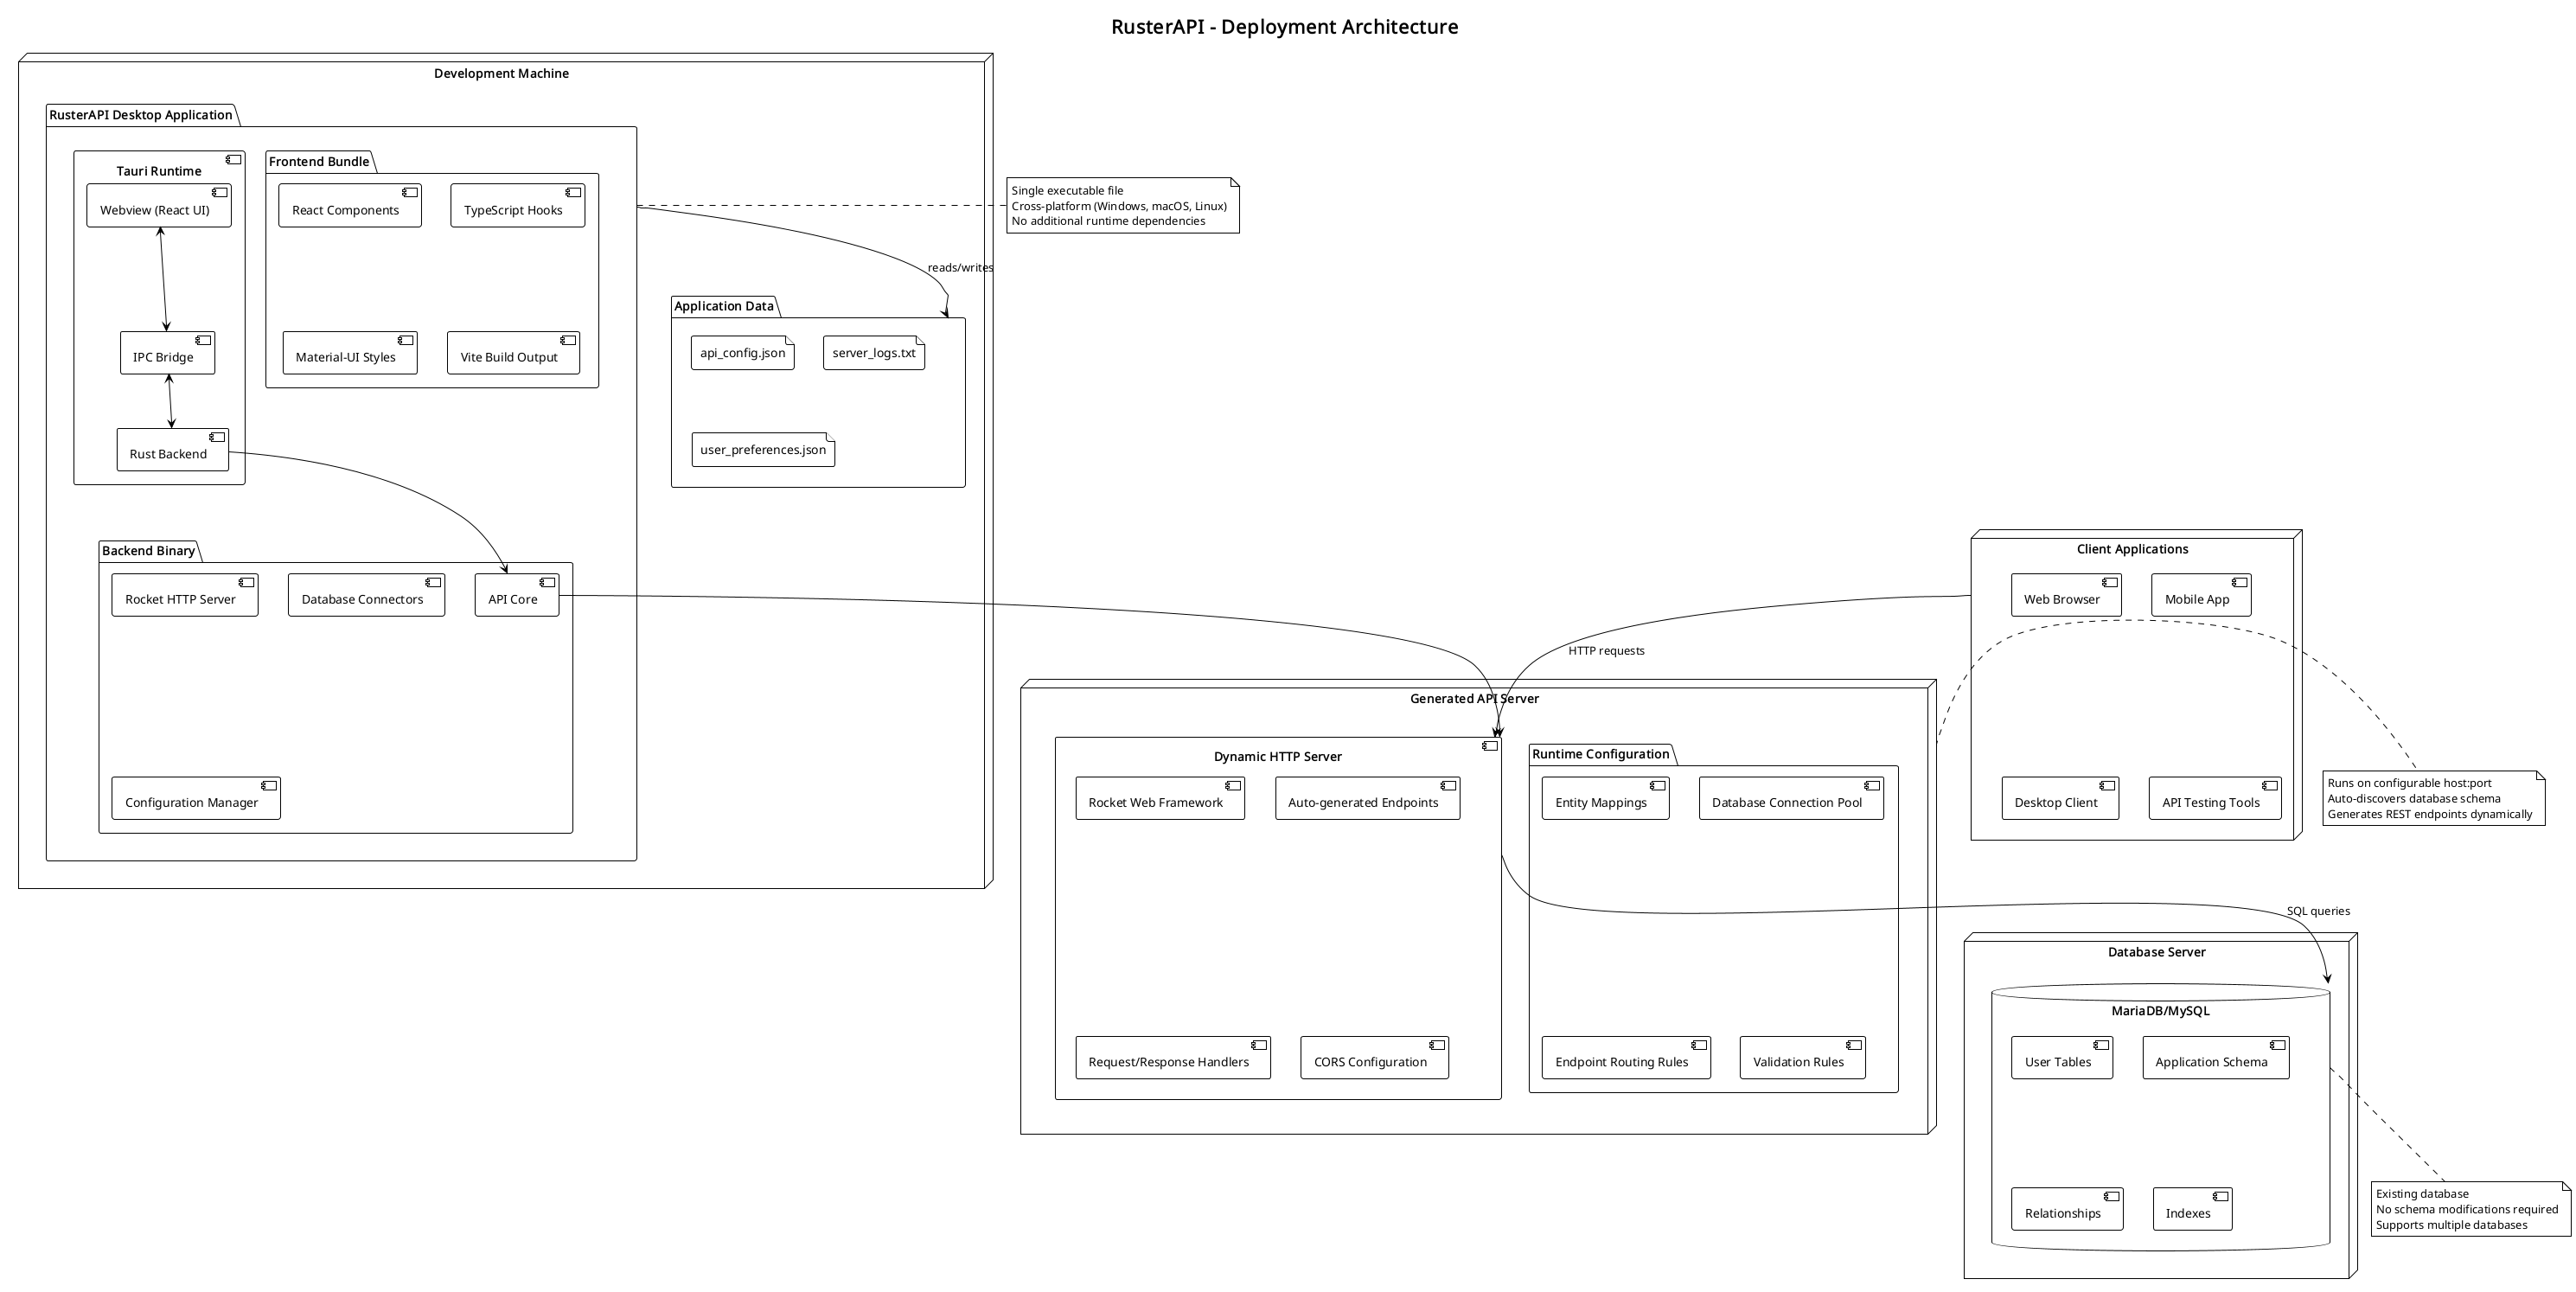 RusterAPI - Deployment Architecture
Development Machine
RusterAPI Desktop Application
Tauri Runtime
Webview (React UI)
IPC Bridge
Rust Backend
Frontend Bundle
React Components
TypeScript Hooks
Material-UI Styles
Vite Build Output
Single executable file
Cross-platform (Windows, macOS, Linux)
No additional runtime dependencies
reads/writes
Application Data
api_config.json
server_logs.txt
user_preferences.json
Backend Binary
Rocket HTTP Server
Database Connectors
API Core
Configuration Manager
Client Applications
Web Browser
Mobile App
Desktop Client
API Testing Tools
HTTP requests
Generated API Server
Dynamic HTTP Server
Rocket Web Framework
Auto-generated Endpoints
Request/Response Handlers
CORS Configuration
Runtime Configuration
Entity Mappings
Database Connection Pool
Endpoint Routing Rules
Validation Rules
Runs on configurable host:port
Auto-discovers database schema
Generates REST endpoints dynamically
SQL queries
Database Server
MariaDB/MySQL
User Tables
Application Schema
Relationships
Indexes
Existing database
No schema modifications required
Supports multiple databases